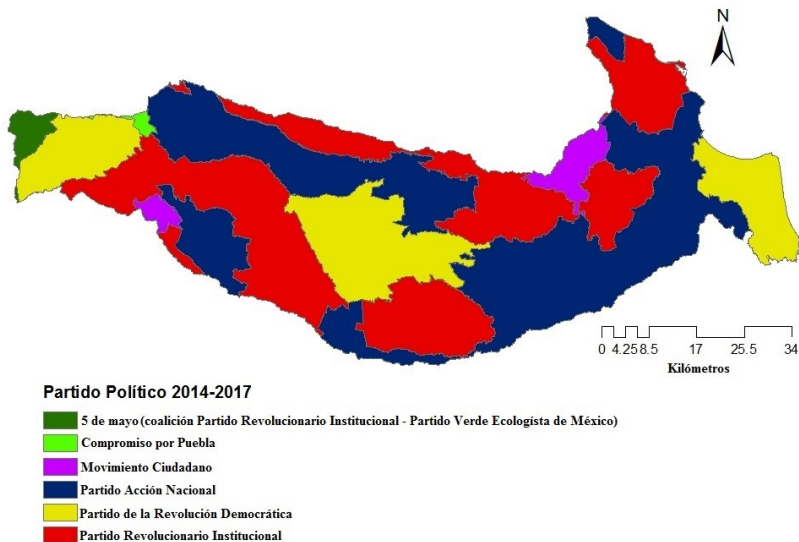 N
0 4.25 8.5 17 25.5 34
Kilómetros
Partido Político 2014-2017
5 de mayo (coalición Partido Revolucionario Institucional - Partido Verde Ecologísta de México)
Compromiso por Puebla
Movimiento Ciudadano
Partido Acción Nacional
Partido de la Revolución Democrática
Partido Revolucionario Institucional